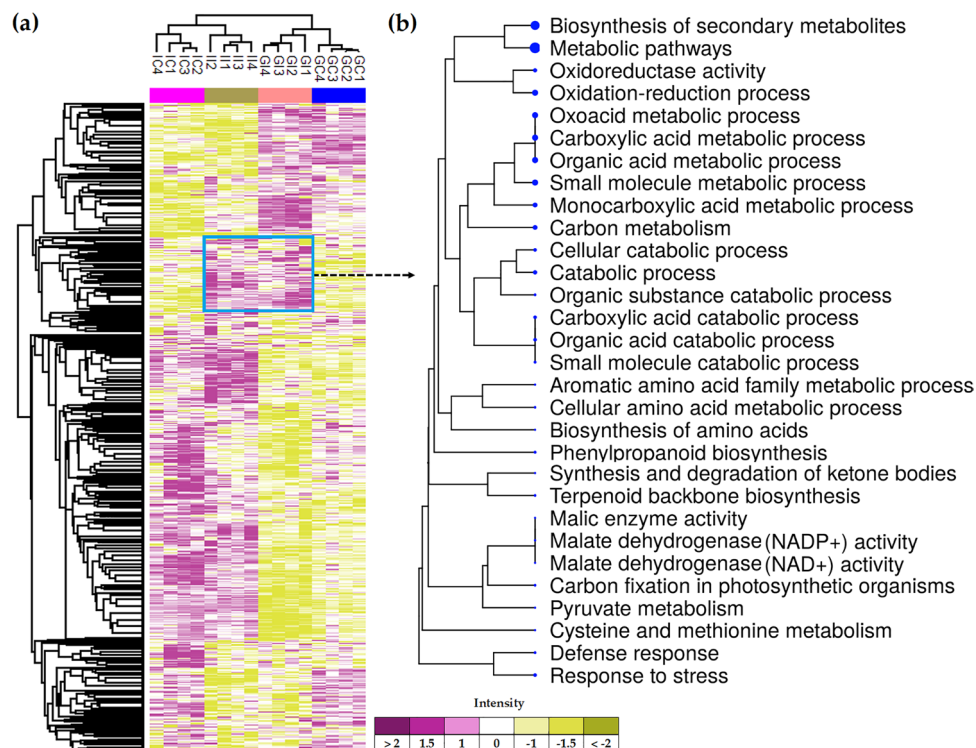 (a)
(b)
IC4 IC1 IC3 IC2 II2 II1 II3 II4 GI4 GI3 GI2 GI1 GC4 GC3 GC2 GC1
Biosynthesis of secondary metabolites
Metabolic pathways
Oxidoreductase activity
Oxidation-reduction process
Oxoacid metabolic process
Carboxylic acid metabolic process
Organic acid metabolic process
Small molecule metabolic process
Monocarboxylic acid metabolic process
Carbon metabolism
Cellular catabolic process
Catabolic process
Organic substance catabolic process
Carboxylic acid catabolic process
Organic acid catabolic process
Small molecule catabolic process
Aromatic amino acid family metabolic process
Cellular amino acid metabolic process
Biosynthesis of amino acids
Phenylpropanoid biosynthesis
Synthesis and degradation of ketone bodies
Terpenoid backbone biosynthesis
Malic enzyme activity
Malate dehydrogenase (NADP+) activity
Malate dehydrogenase (NAD+) activity
Carbon fixation in photosynthetic organisms
Pyruvate metabolism
Cysteine and methionine metabolism
Defense response
Response to stress
Intensity
> 2 1.5 1 0 -1 -1.5 < -2